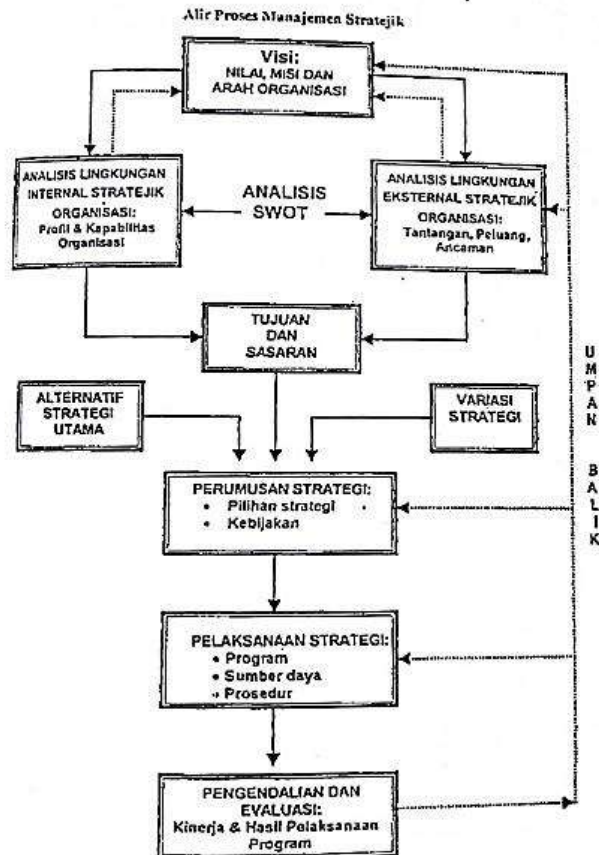 Alir Proses Manajemen Stratejik
Visi:
NILAI, MISI DAN
ARAH ORGANISASI
ANALISIS LINGKUNGAN
INTERNAL STRATEJIK
ORGANISASI:
Profil & Kapabilitas
Organisasi
ANALISIS
SWOT
ANALISIS LINGKUNGAN
EKSTERNAL STRATEJIK
ORGANISASI:
Tantangan, Peluang,
Ancaman
TUJUAN
DAN
SASARAN
ALTERNATIF
STRATEGI
UTAMA
VARIASI
STRATEGI
PERUMUSAN STRATEGI:
• Pilihan strategi
• Kebijakan
PELAKSANAAN STRATEGI:
• Program
• Sumber daya
• Prosedur
PENGENDALIAN DAN
EVALUASI:
Kinerja & Hasil Pelaksanaan
Program
UMPAN BALIK